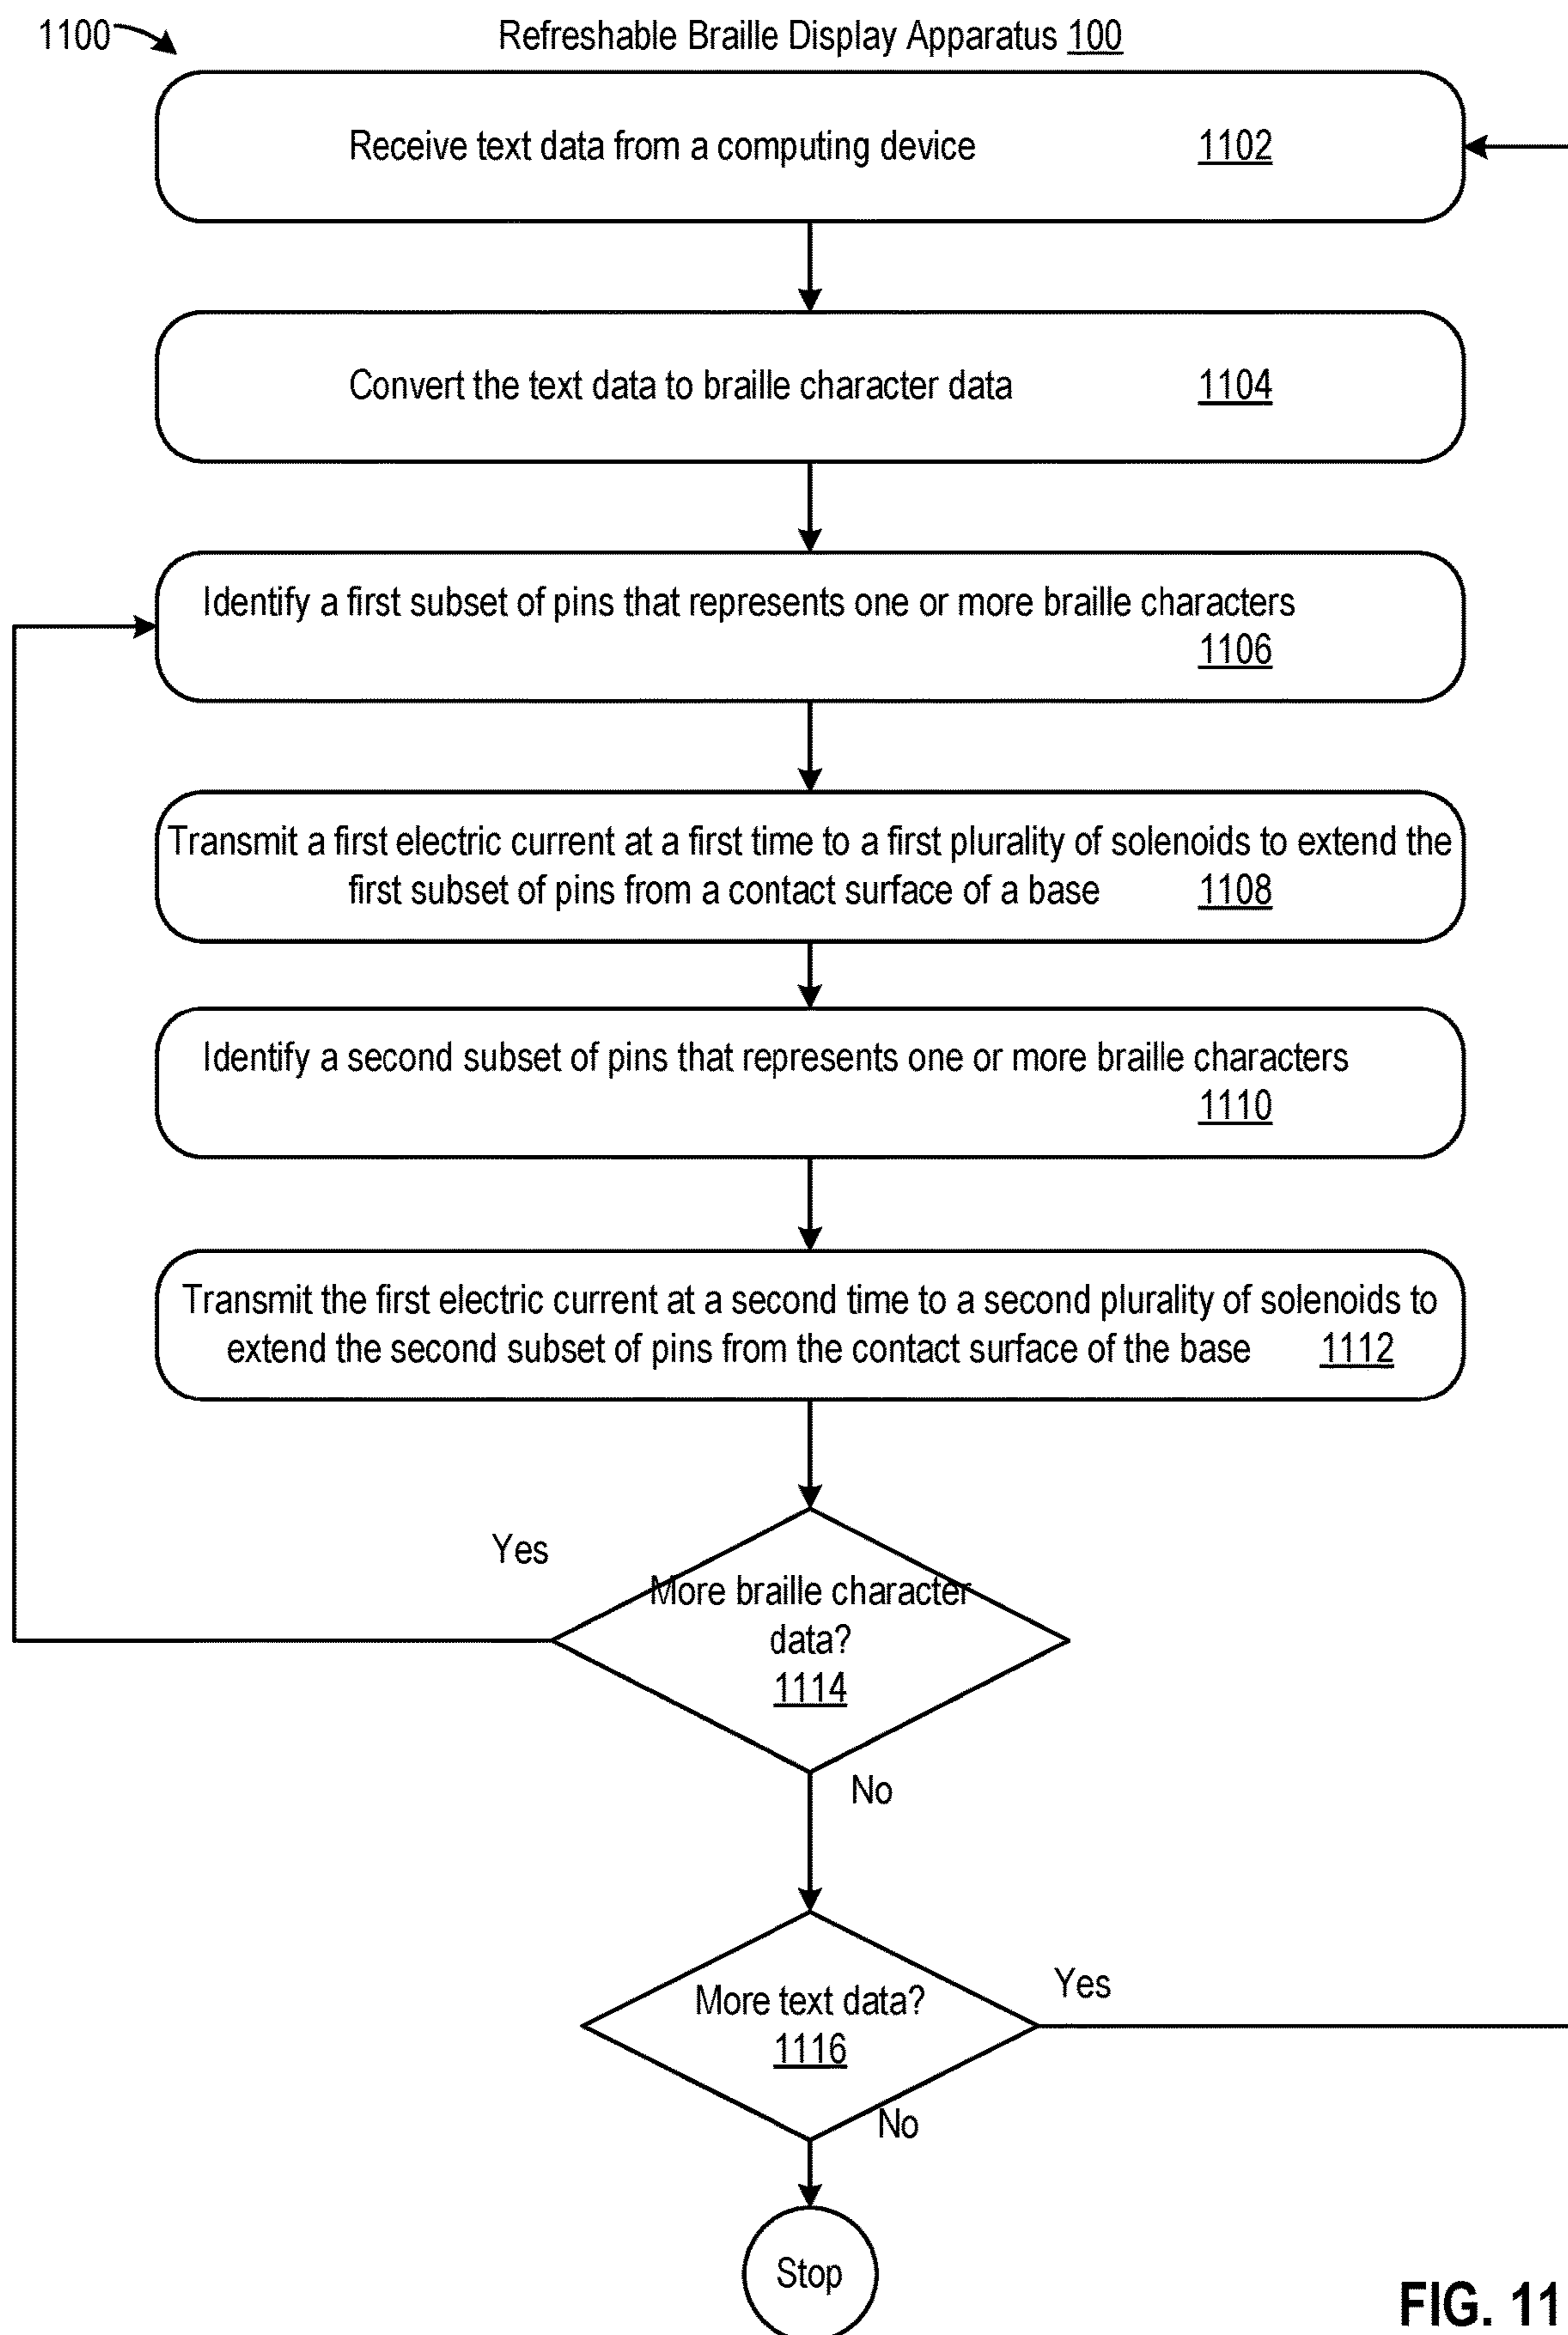 1100
Refreshable Braille Display Apparatus 100
Receive text data from a computing device 1102
Convert the text data to braille character data 1104
Identify a first subset of pins that represents one or more braille characters
1106
Transmit a first electric current at a first time to a first plurality of solenoids to extend the
first subset of pins from a contact surface of a base 1108
Identify a second subset of pins that represents one or more braille characters
1110
Transmit the first electric current at a second time to a second plurality of solenoids to
extend the second subset of pins from the contact surface of the base 1112
Yes
More braille character
data?
1114
No
Yes
More text data?
1116
No
Stop
FIG. 11